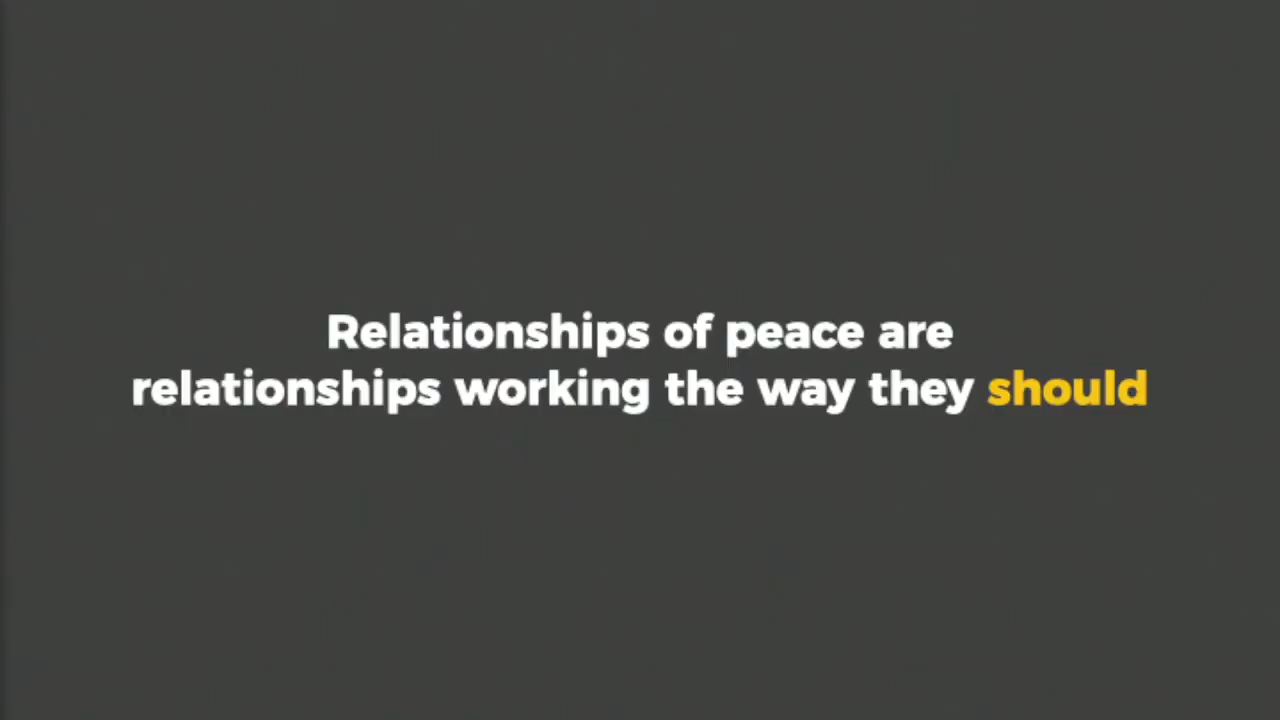 Relationships of peace are
relationships working the way they should